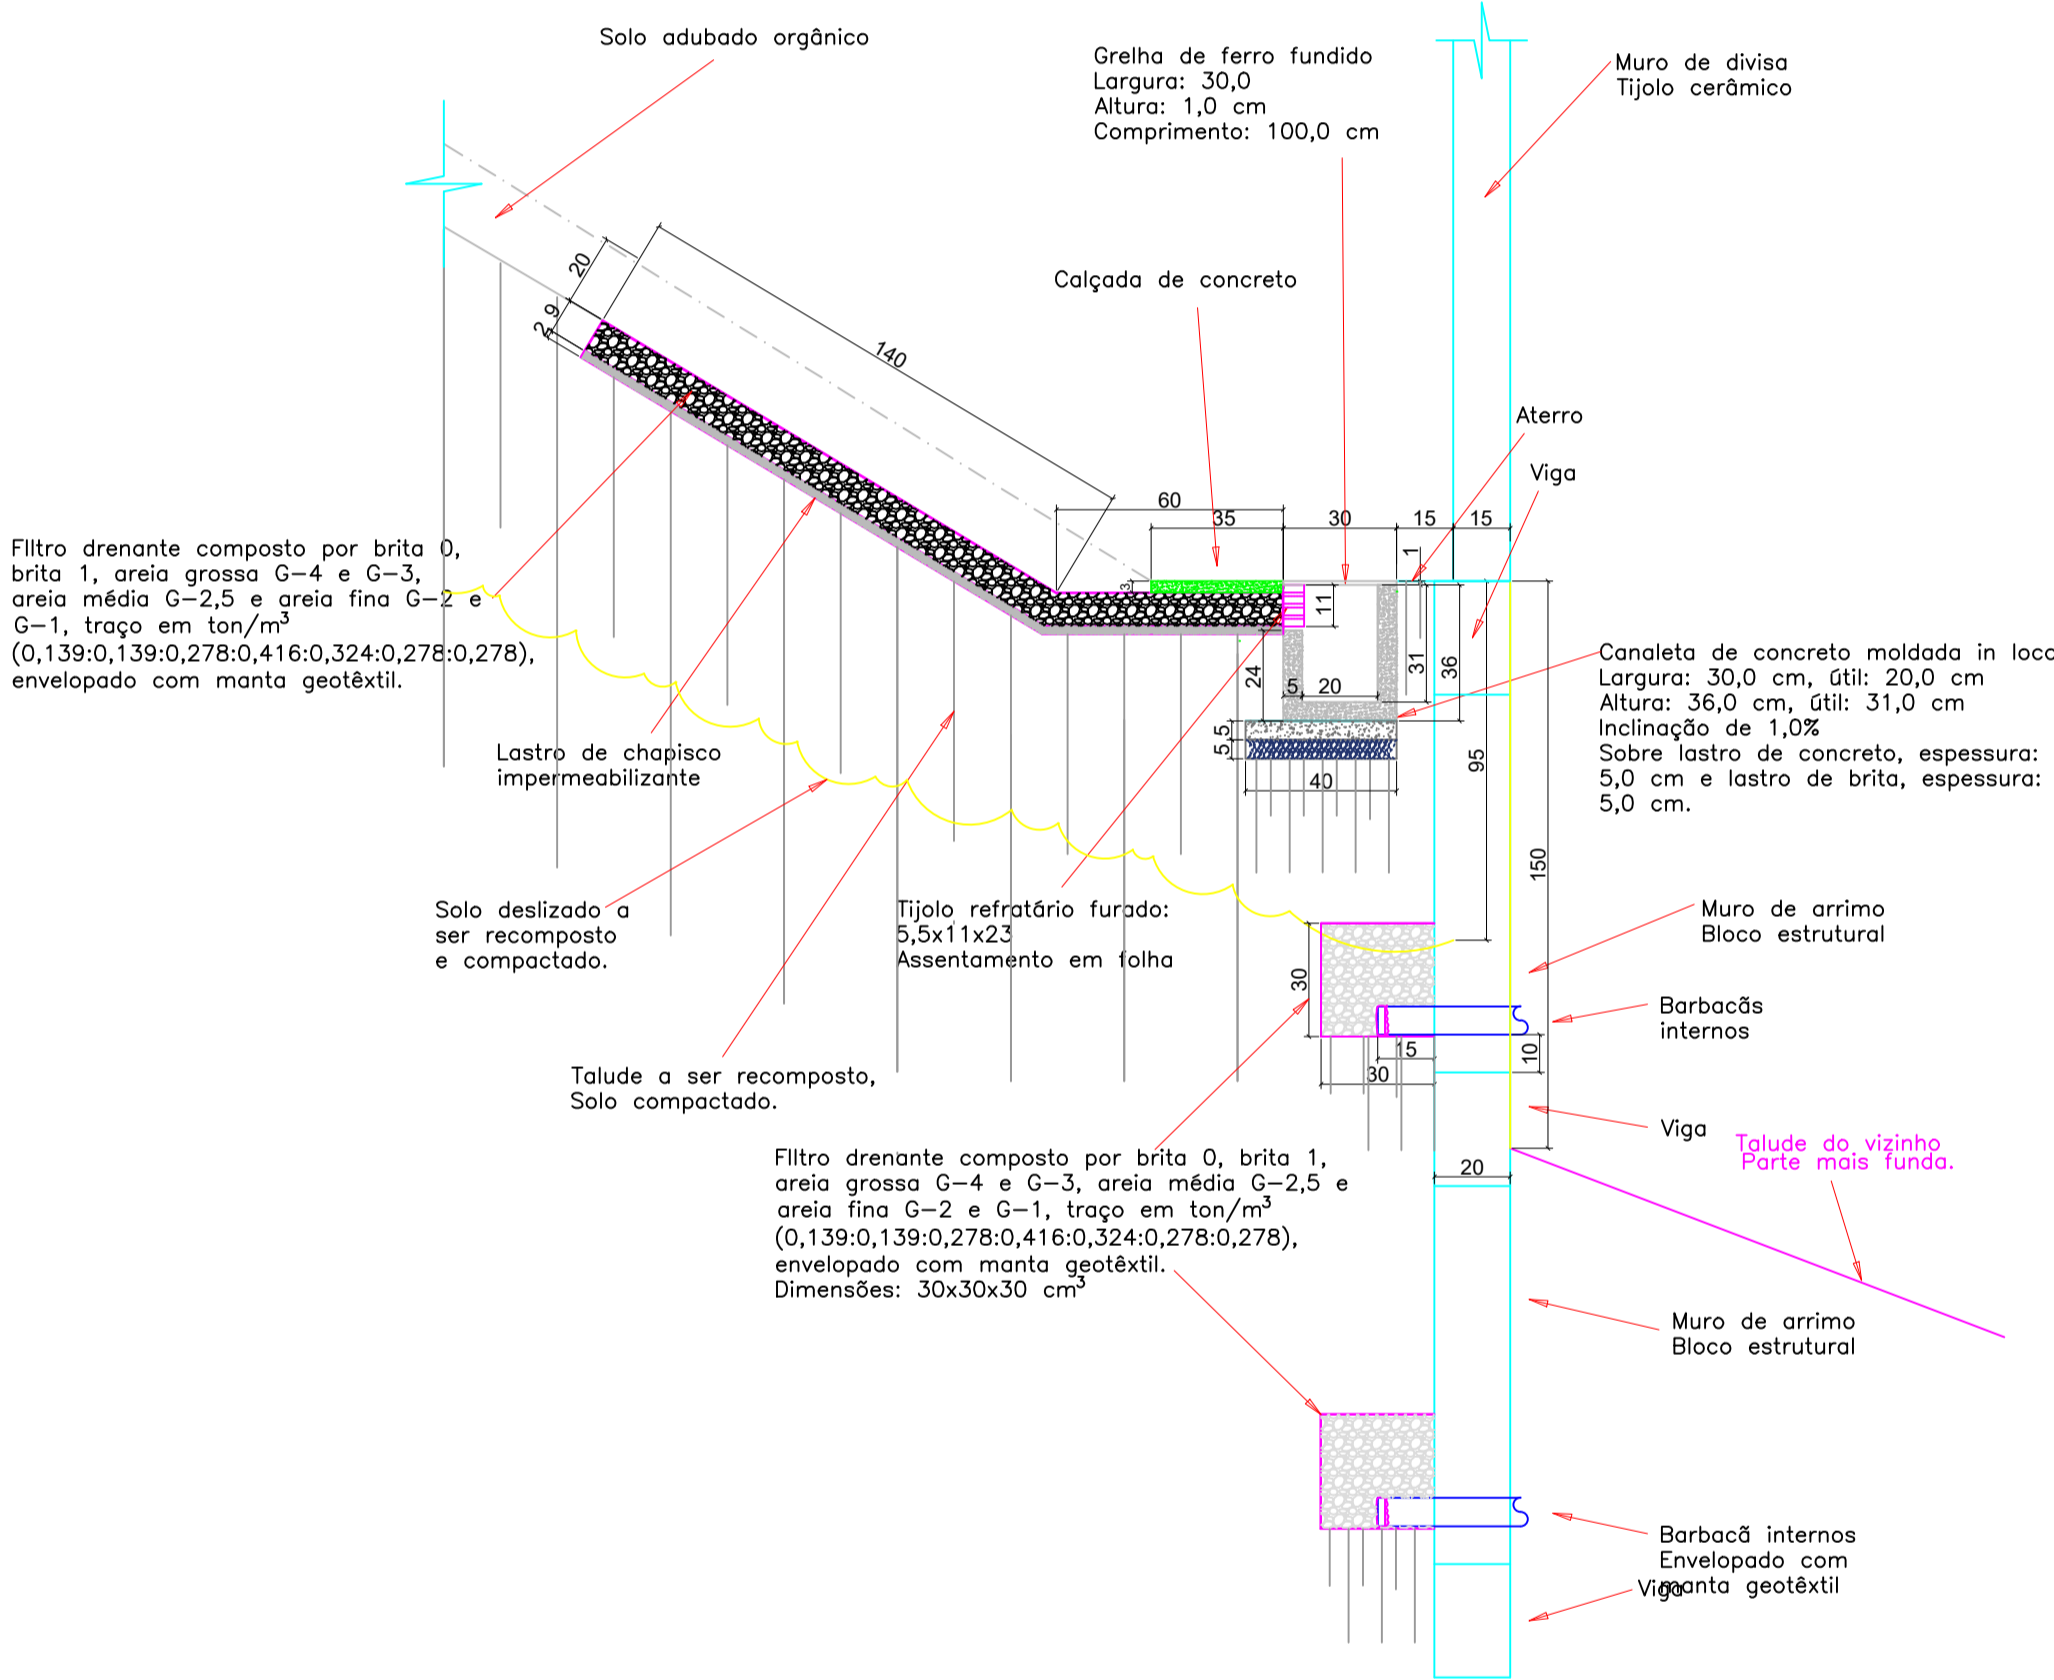 Solo adubado orgânico
Grelha de ferro fundido
Largura: 30,0
Altura: 1,0 cm
Comprimento: 100,0 cm
Muro de divisa
Tijolo cerâmico
Calçada de concreto
20
9
2
140
Aterro
Viga
60
35
30
15
15
1
3
11
31
36
24
5
20
5
5
40
95
150
FIltro drenante composto por brita 0,
brita 1, areia grossa G-4 e G-3,
areia média G-2,5 e areia fina G-2 e
G-1, traço em ton/m³
(0,139:0,139:0,278:0,416:0,324:0,278:0,278),
envelopado com manta geotêxtil.
Canaleta de concreto moldada in loco
Largura: 30,0 cm, útil: 20,0 cm
Altura: 36,0 cm, útil: 31,0 cm
Inclinação de 1,0%
Sobre lastro de concreto, espessura:
5,0 cm e lastro de brita, espessura:
5,0 cm.
Lastro de chapisco
impermeabilizante
Solo deslizado a
ser recomposto
e compactado.
Tijolo refratário furado:
5,5x11x23
Assentamento em folha
Muro de arrimo
Bloco estrutural
30
15
30
10
Barbacãs
internos
Talude a ser recomposto,
Solo compactado.
Viga
Talude do vizinho
Parte mais funda.
20
FIltro drenante composto por brita 0, brita 1,
areia grossa G-4 e G-3, areia média G-2,5 e
areia fina G-2 e G-1, traço em ton/m³
(0,139:0,139:0,278:0,416:0,324:0,278:0,278),
envelopado com manta geotêxtil.
Dimensões: 30x30x30 cm³
Muro de arrimo
Bloco estrutural
Barbacã internos
Envelopado com
manta geotêxtil
Viga